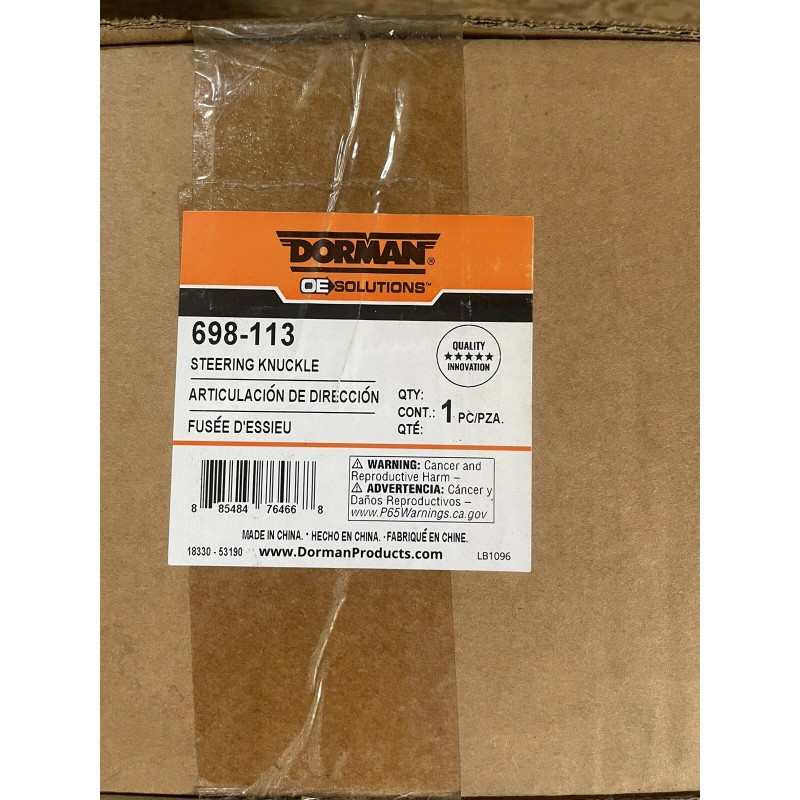 DORMAN®
OE SOLUTIONS™
698-113
STEERING KNUCKLE
ARTICULACIÓN DE DIRECCIÓN
FUSÉE D'ESSIEU
QUALITY
★★★★★
INNOVATION
QTY:
CONT.: 1 PC/PZA.
QTÉ:
8 85484 76466 8
⚠ WARNING: Cancer and
Reproductive Harm –
⚠ ADVERTENCIA: Cáncer y
Daños Reproductivos –
www.P65Warnings.ca.gov
MADE IN CHINA. · HECHO EN CHINA. · FABRIQUÉ EN CHINE.
18330 - 53190 www.DormanProducts.com LB1096